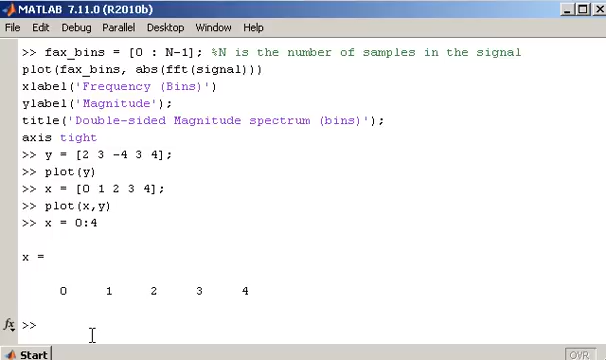 MATLAB 7.11.0 (R2010b)
File Edit Debug Parallel Desktop Window Help
>> fax_bins = [0 : N-1]; %N is the number of samples in the signal
plot(fax_bins, abs(fft(signal)))
xlabel('Frequency (Bins)')
ylabel('Magnitude');
title('Double-sided Magnitude spectrum (bins)');
axis tight
>> y = [2 3 -4 3 4];
>> plot(y)
>> x = [0 1 2 3 4];
>> plot(x,y)
>> x = 0:4
x =
0 1 2 3 4
fx >>
Start OVR